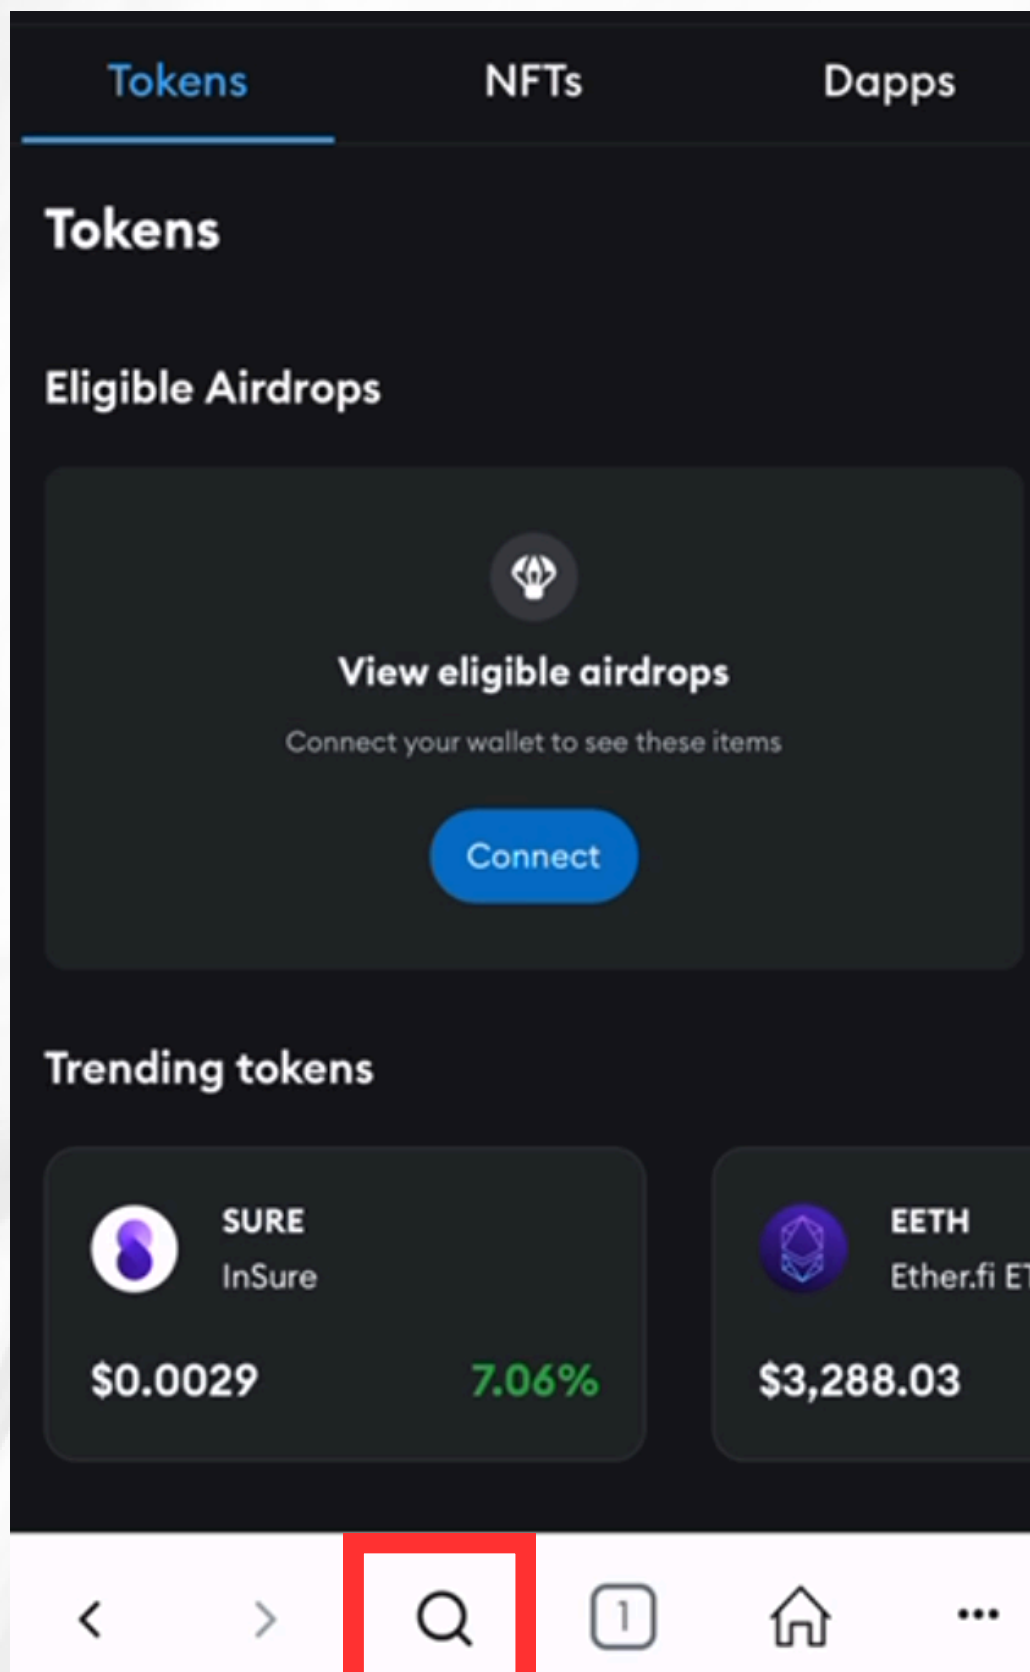 Tokens NFTs Dapps
Tokens
Eligible Airdrops
View eligible airdrops
Connect your wallet to see these items
Connect
Trending tokens
SURE
InSure
$0.0029 7.06%
EETH
Ether.fi ET
$3,288.03
1